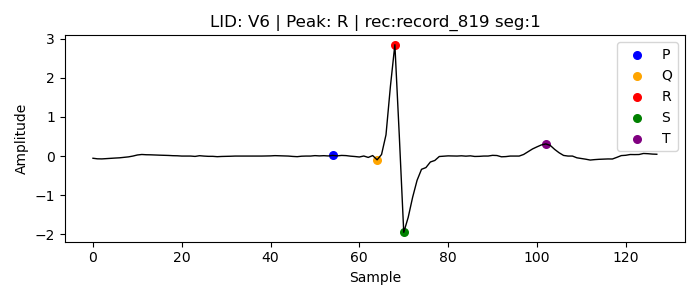 LID: V6 | Peak: R | rec:record_819 seg:1
Amplitude
3
2
1
0
−1
−2
0 20 40 60 80 100 120
Sample
P
Q
R
S
T